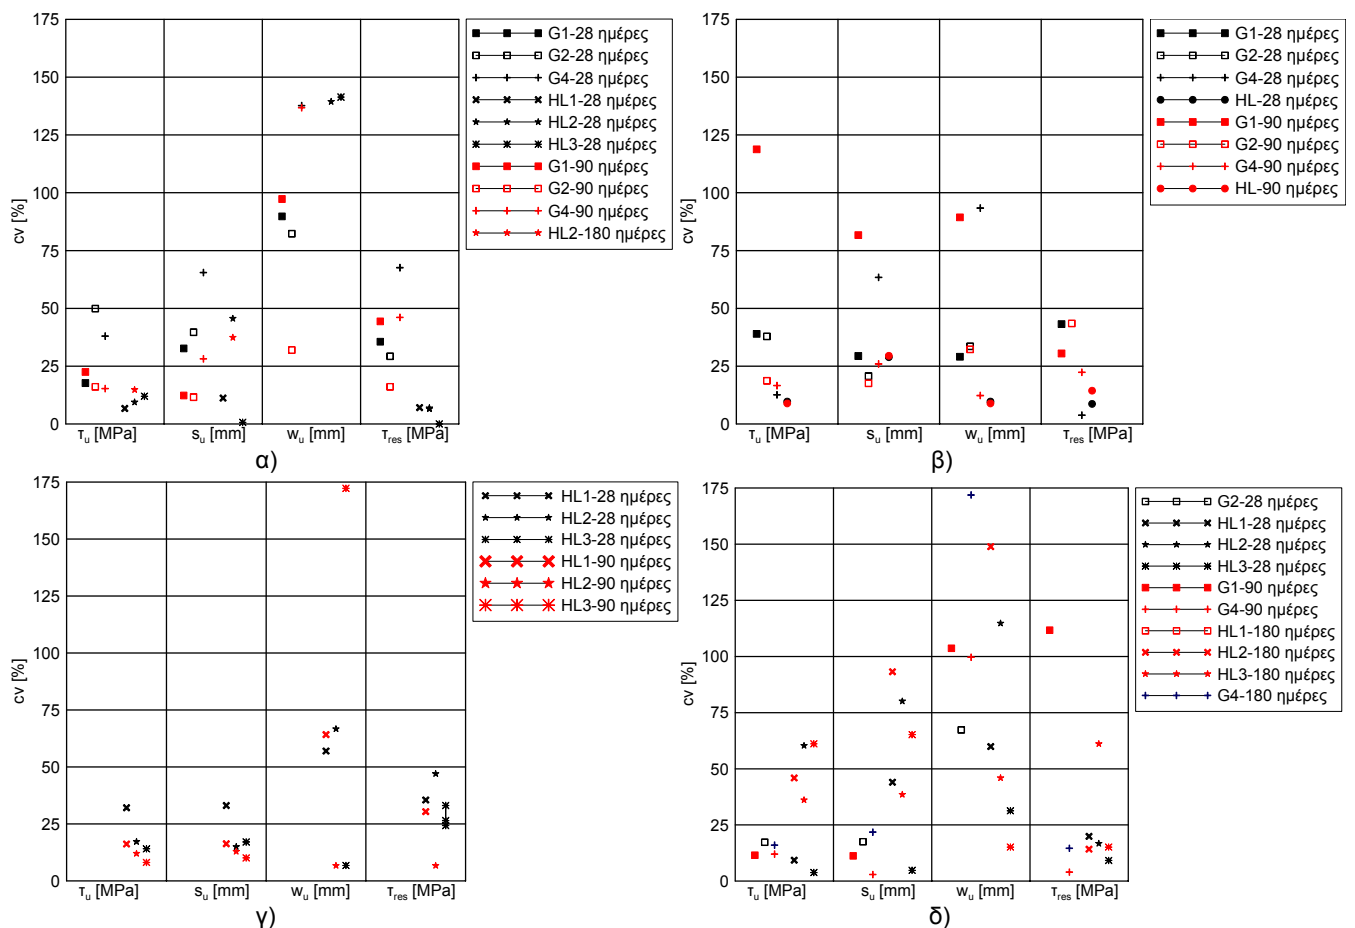 175
150
125
100
75
50
25
0
cv [%]
τu [MPa]
su [mm]
wu [mm]
τres [MPa]
G1-28 ημέρες
G2-28 ημέρες
G4-28 ημέρες
HL1-28 ημέρες
HL2-28 ημέρες
HL3-28 ημέρες
G1-90 ημέρες
G2-90 ημέρες
G4-90 ημέρες
HL2-180 ημέρες
α)
175
150
125
100
75
50
25
0
cv [%]
τu [MPa]
su [mm]
wu [mm]
τres [MPa]
G1-28 ημέρες
G2-28 ημέρες
G4-28 ημέρες
HL-28 ημέρες
G1-90 ημέρες
G2-90 ημέρες
G4-90 ημέρες
HL-90 ημέρες
β)
175
150
125
100
75
50
25
0
cv [%]
τu [MPa]
su [mm]
wu [mm]
τres [MPa]
HL1-28 ημέρες
HL2-28 ημέρες
HL3-28 ημέρες
HL1-90 ημέρες
HL2-90 ημέρες
HL3-90 ημέρες
γ)
175
150
125
100
75
50
25
0
cv [%]
τu [MPa]
su [mm]
wu [mm]
τres [MPa]
G2-28 ημέρες
HL1-28 ημέρες
HL2-28 ημέρες
HL3-28 ημέρες
G1-90 ημέρες
G4-90 ημέρες
HL1-180 ημέρες
HL2-180 ημέρες
HL3-180 ημέρες
G4-180 ημέρες
δ)